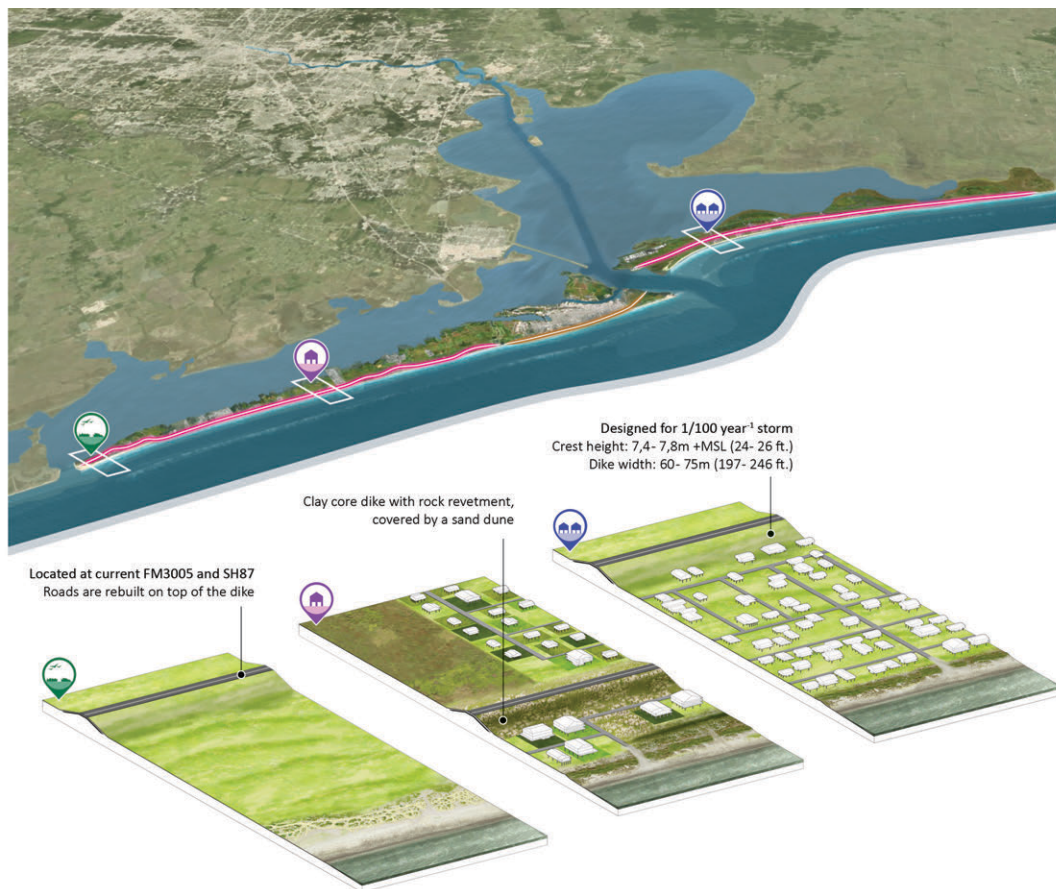 Designed for 1/100 year⁻¹ storm
Crest height: 7,4- 7,8m +MSL (24- 26 ft.)
Dike width: 60- 75m (197- 246 ft.)
Clay core dike with rock revetment,
covered by a sand dune
Located at current FM3005 and SH87
Roads are rebuilt on top of the dike